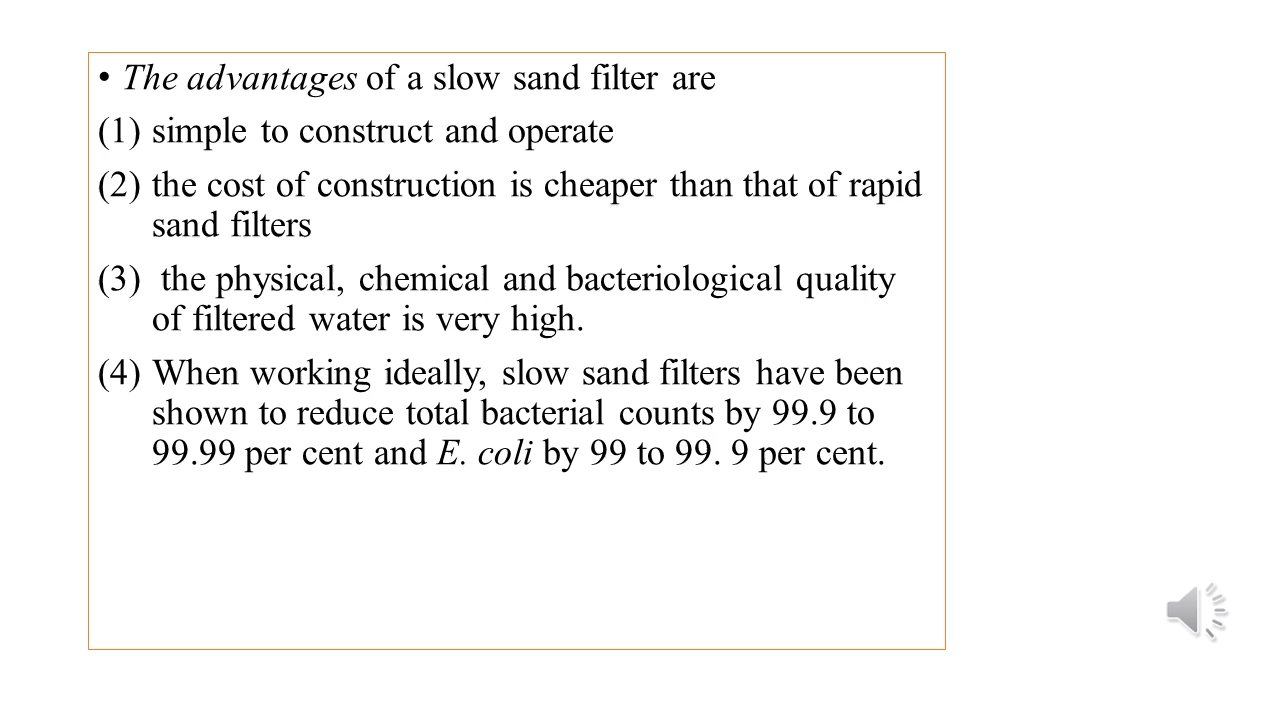 • The advantages of a slow sand filter are
(1) simple to construct and operate
(2) the cost of construction is cheaper than that of rapid
sand filters
(3) the physical, chemical and bacteriological quality
of filtered water is very high.
(4) When working ideally, slow sand filters have been
shown to reduce total bacterial counts by 99.9 to
99.99 per cent and E. coli by 99 to 99. 9 per cent.